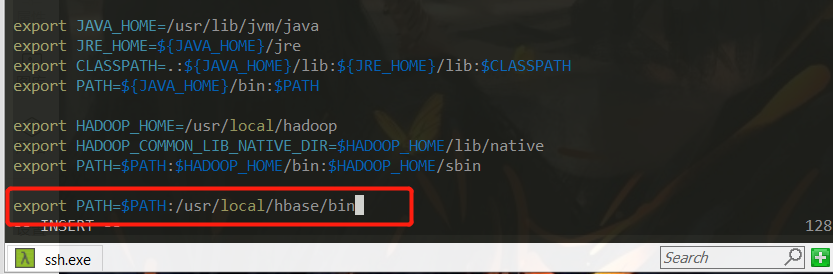 export JAVA_HOME=/usr/lib/jvm/java
export JRE_HOME=${JAVA_HOME}/jre
export CLASSPATH=.:${JAVA_HOME}/lib:${JRE_HOME}/lib:$CLASSPATH
export PATH=${JAVA_HOME}/bin:$PATH
export HADOOP_HOME=/usr/local/hadoop
export HADOOP_COMMON_LIB_NATIVE_DIR=$HADOOP_HOME/lib/native
export PATH=$PATH:$HADOOP_HOME/bin:$HADOOP_HOME/sbin
export PATH=$PATH:/usr/local/hbase/bin
-- INSERT -- 128
λ ssh.exe Search